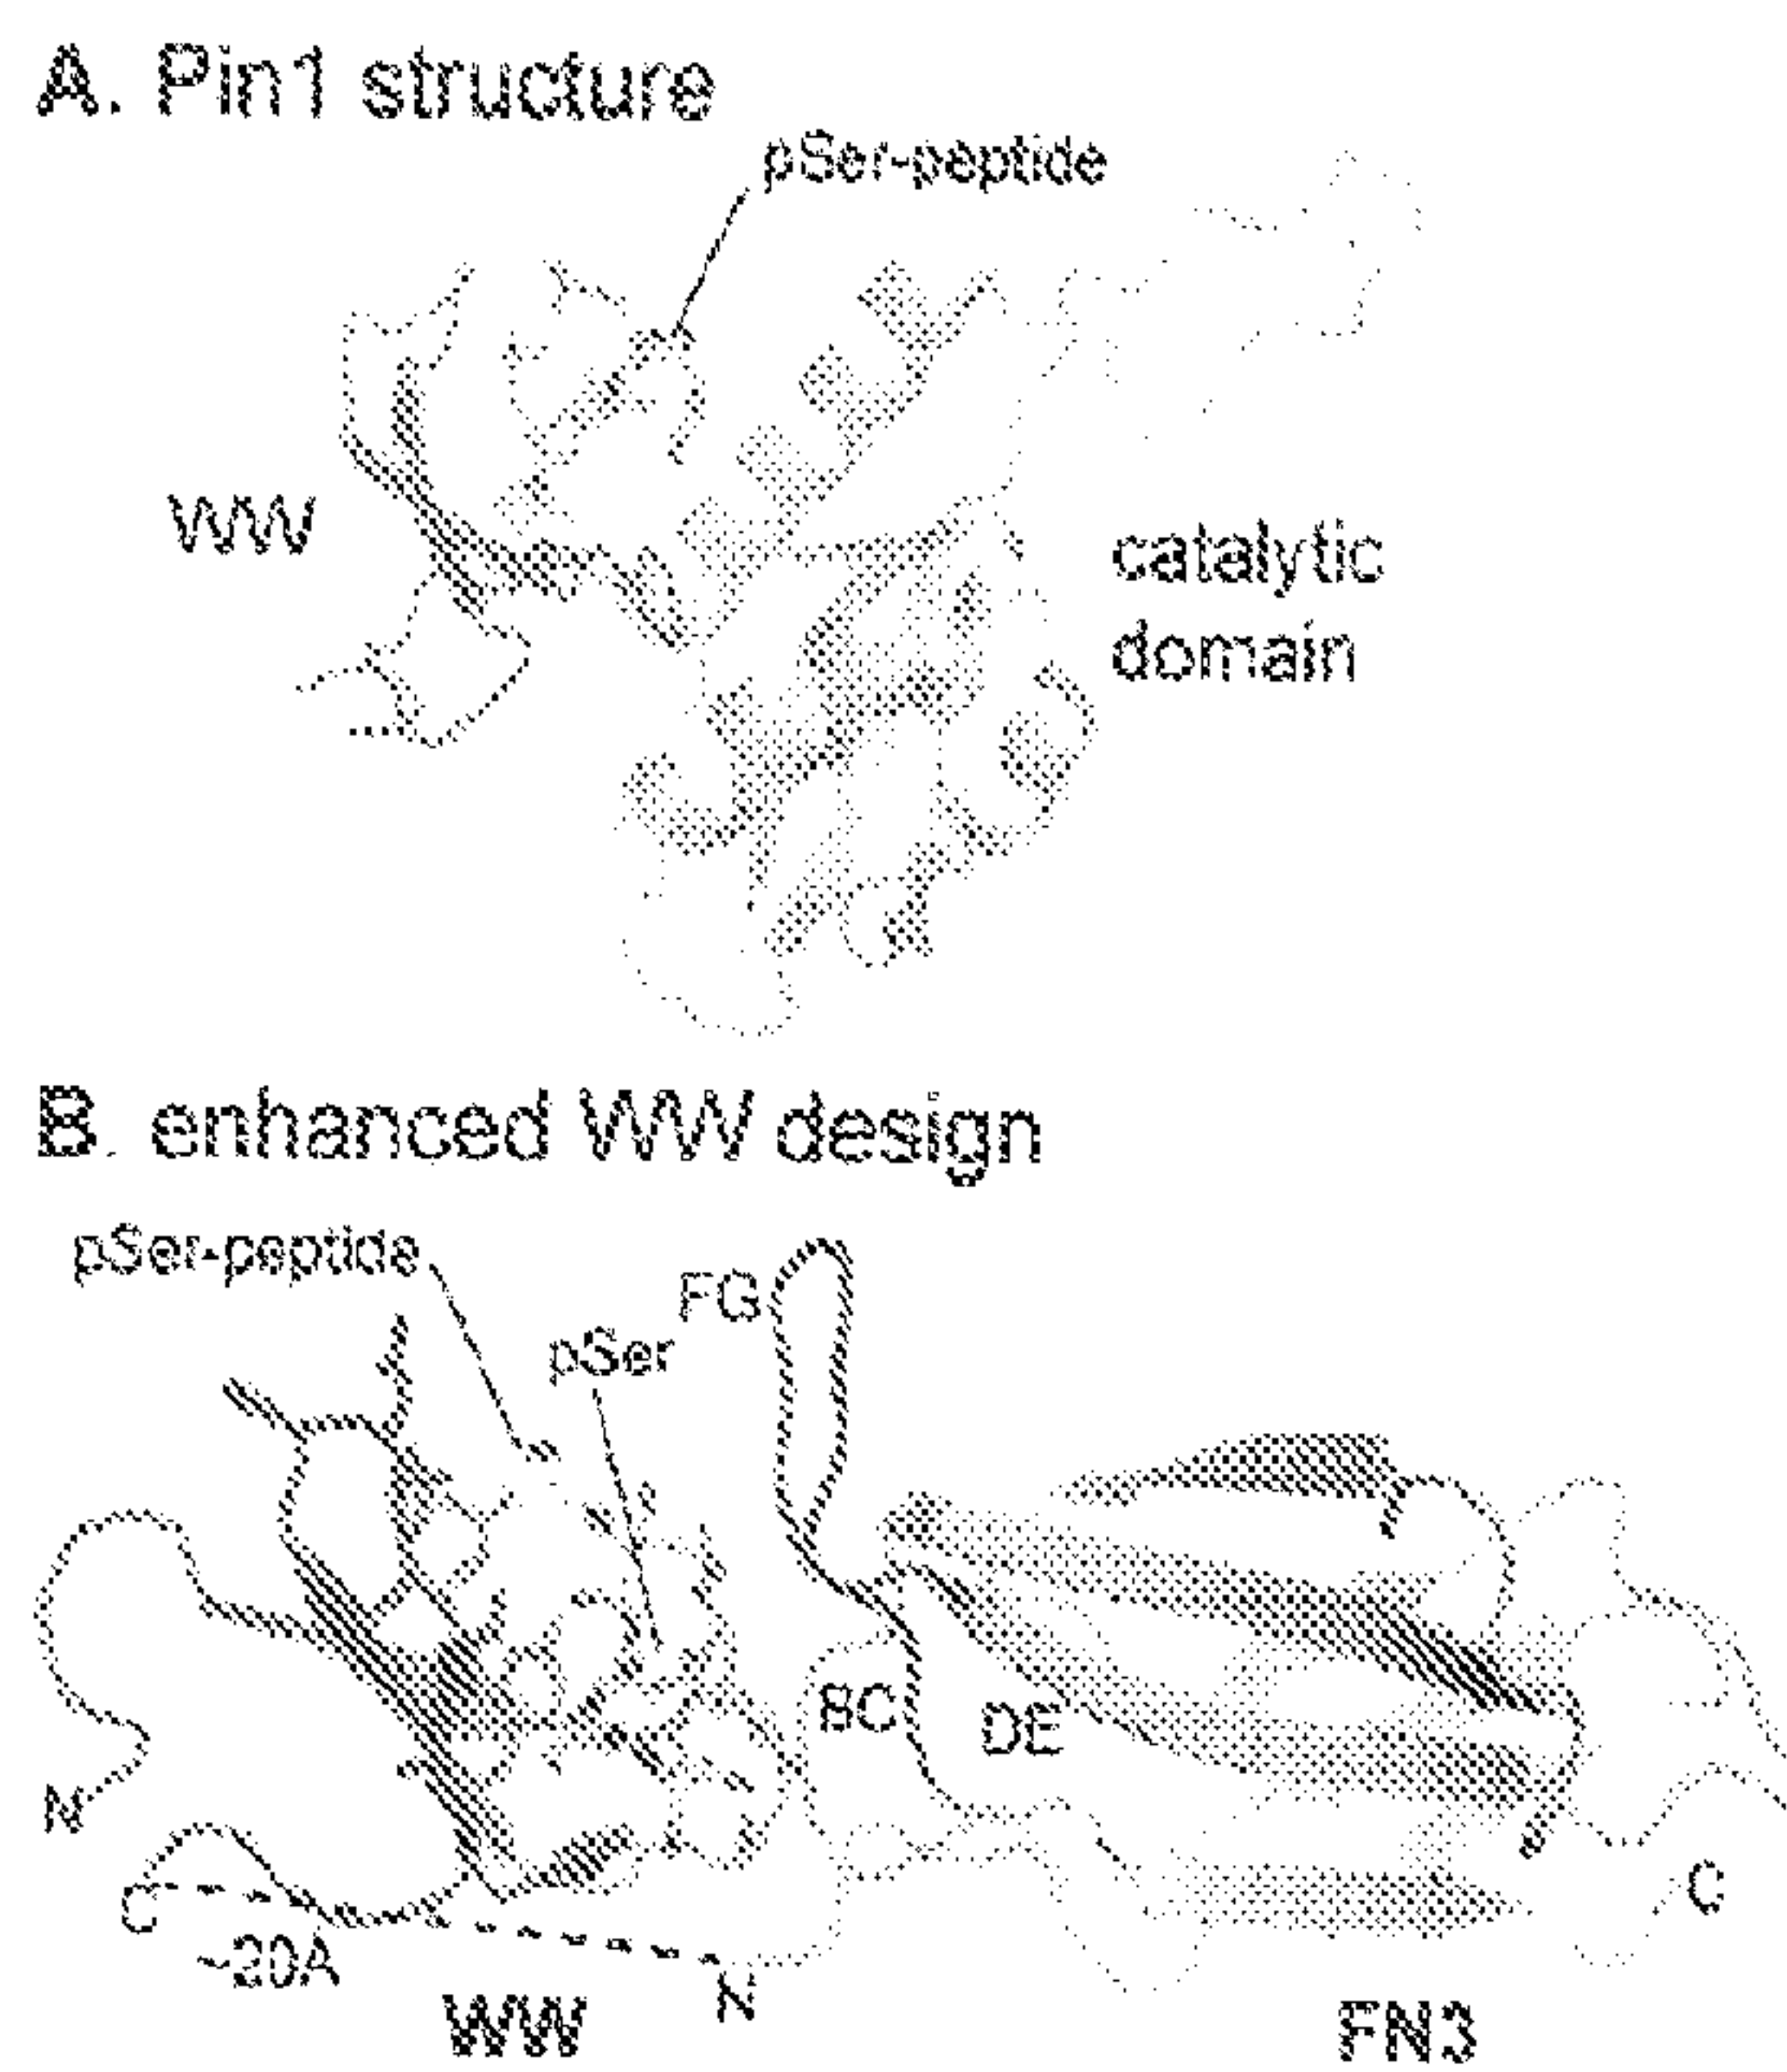 A. Pin1 structure
pSer-peptide
WW
catalytic
domain
B. enhanced WW design
pSer-peptide
FG
pSer
BC
DE
N
C
C
~20A
N
WW
FN3